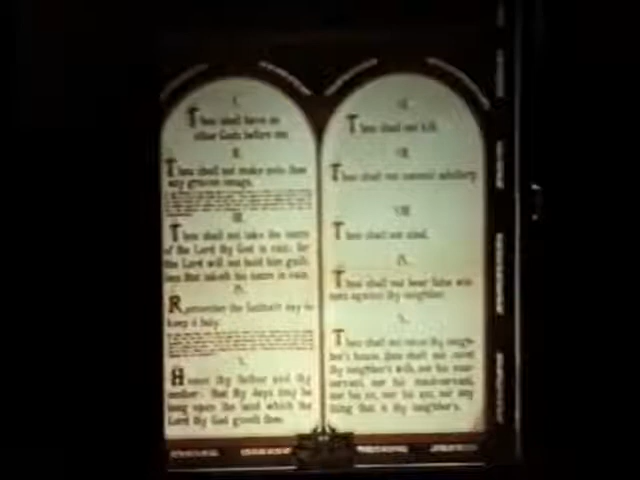 I.
Thou shalt have no
other Gods before me.
II.
Thou shalt not make unto thee
any graven image.
III.
Thou shalt not take the name
of the Lord thy God in vain; for
the Lord will not hold him guilt-
less that taketh his name in vain.
IV.
Remember the Sabbath day to
keep it holy.
V.
Honor thy father and thy
mother: that thy days may be
long upon the land which the
Lord thy God giveth thee.
VI.
Thou shalt not kill.
VII.
Thou shalt not commit adultery.
VIII.
Thou shalt not steal.
IX.
Thou shalt not bear false wit-
ness against thy neighbor.
X.
Thou shalt not covet thy neigh-
bor's house, thou shalt not covet
thy neighbor's wife, nor his man-
servant, nor his maid-servant,
nor his ox, nor his ass, nor any
thing that is thy neighbor's.